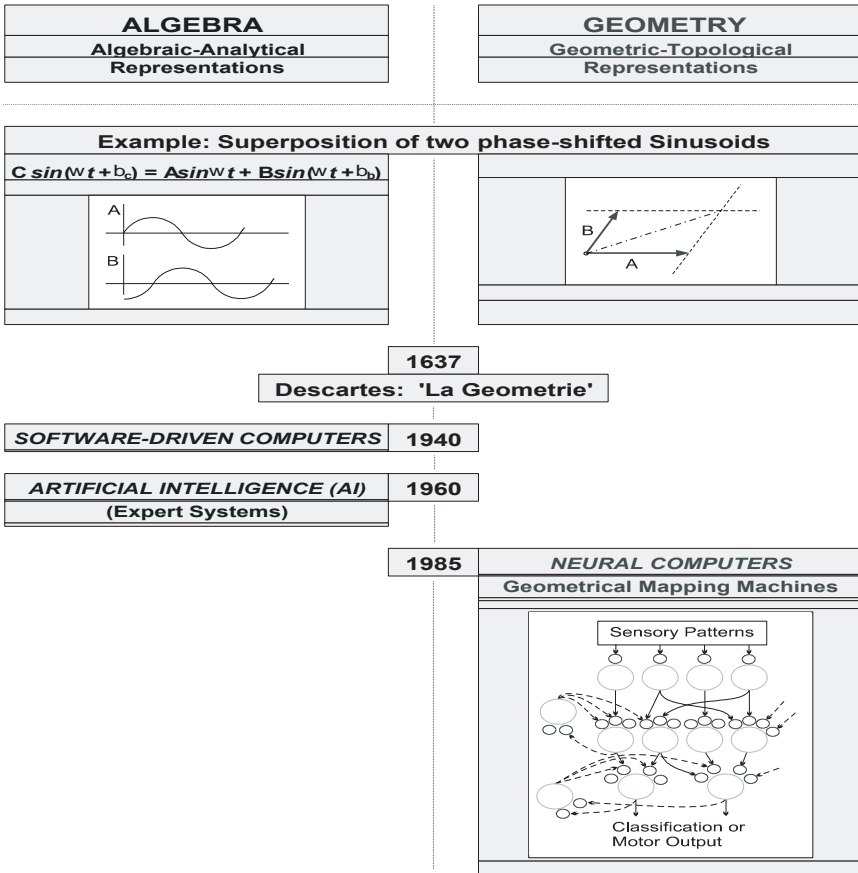 ALGEBRA
Algebraic-Analytical
Representations
GEOMETRY
Geometric-Topological
Representations
Example: Superposition of two phase-shifted Sinusoids
C sin(wt+b_c) = Asinwt + Bsin(wt+b_b)
A
B
B
A
1637
Descartes: 'La Geometrie'
SOFTWARE-DRIVEN COMPUTERS 1940
ARTIFICIAL INTELLIGENCE (AI) 1960
(Expert Systems)
1985 NEURAL COMPUTERS
Geometrical Mapping Machines
Sensory Patterns
Classification or
Motor Output